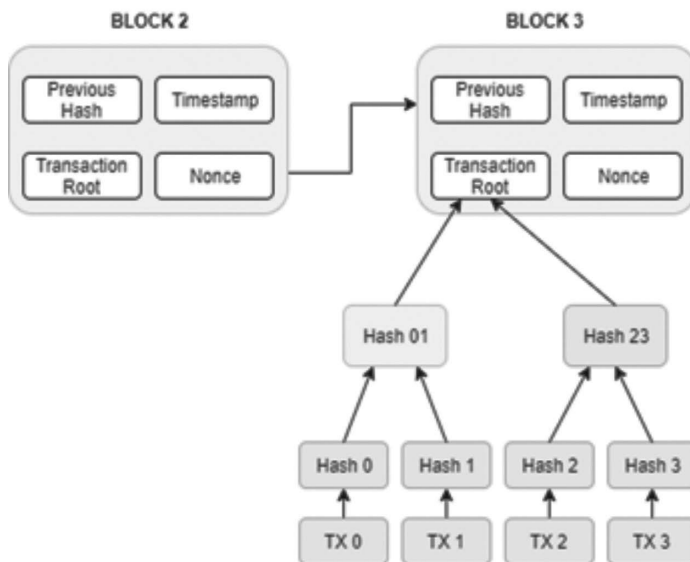 BLOCK 2
BLOCK 3
Previous
Hash
Timestamp
Transaction
Root
Nonce
Previous
Hash
Timestamp
Transaction
Root
Nonce
Hash 01
Hash 23
Hash 0
Hash 1
Hash 2
Hash 3
TX 0
TX 1
TX 2
TX 3